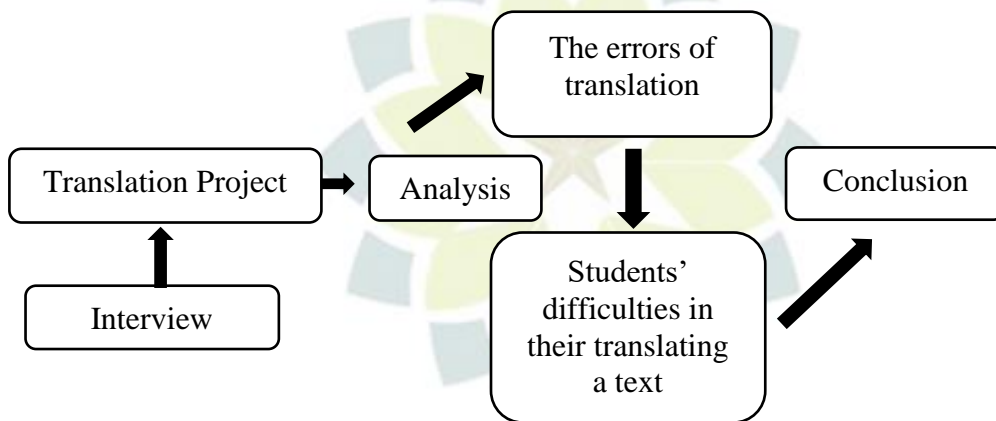 The errors of
translation
Translation Project
Analysis
Conclusion
Interview
Students’
difficulties in
their translating
a text